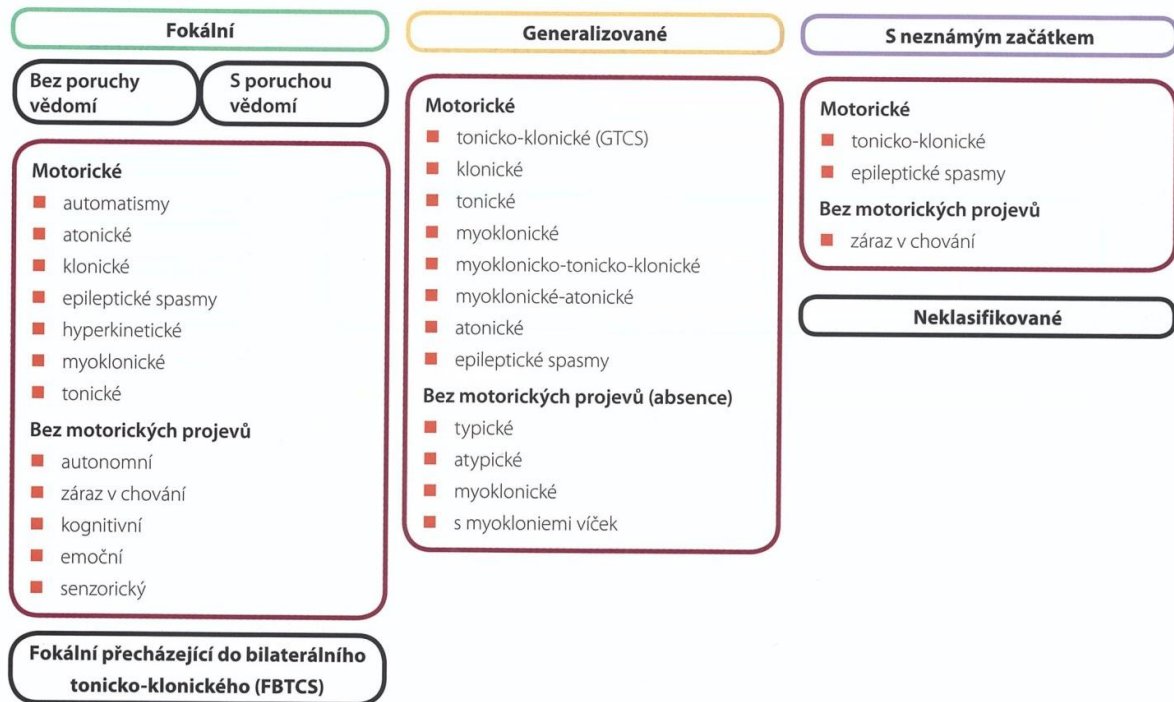 Fokální
Bez poruchy
vědomí
S poruchou
vědomí
Motorické
automatismy
atonické
klonické
epileptické spasmy
hyperkinetické
myoklonické
tonické
Bez motorických projevů
autonomní
záraz v chování
kognitivní
emoční
senzorický
Fokální přecházející do bilaterálního
tonicko-klonického (FBTCS)
Generalizované
Motorické
tonicko-klonické (GTCS)
klonické
tonické
myoklonické
myoklonicko-tonicko-klonické
myoklonické-atonické
atonické
epileptické spasmy
Bez motorických projevů (absence)
typické
atypické
myoklonické
s myokloniemi víček
S neznámým začátkem
Motorické
tonicko-klonické
epileptické spasmy
Bez motorických projevů
záraz v chování
Neklasifikované